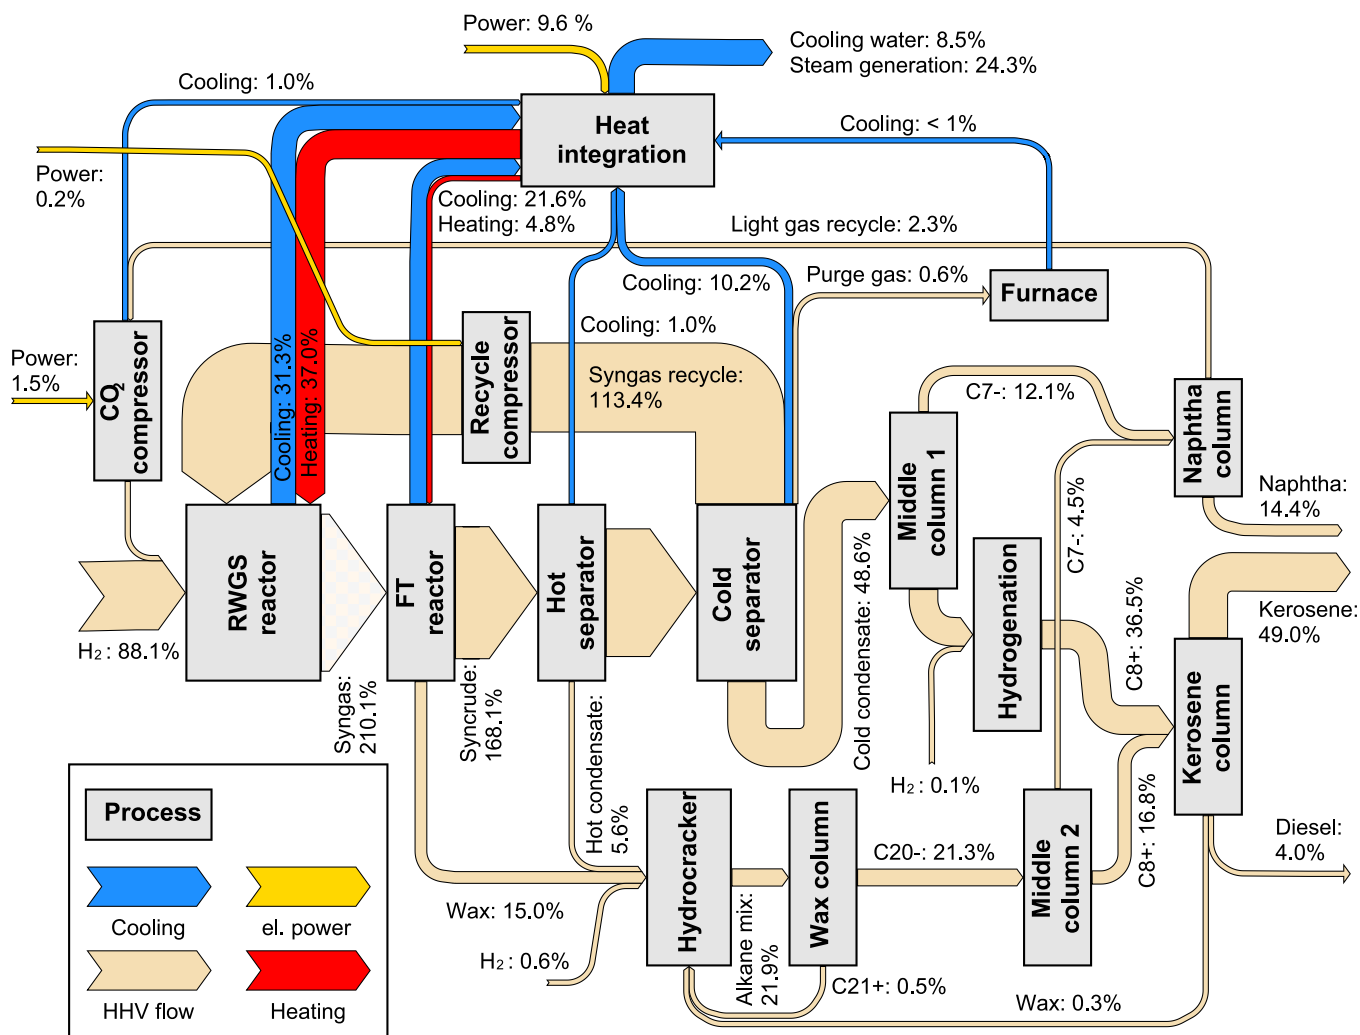 Power: 9.6 %
Cooling water: 8.5%
Steam generation: 24.3%
Cooling: 1.0%
Heat
integration
Cooling: < 1%
Power:
0.2%
Cooling: 21.6%
Heating: 4.8%
Light gas recycle: 2.3%
Cooling: 10.2%
Purge gas: 0.6%
Furnace
CO2
compressor
Cooling: 31.3%
Heating: 37.0%
Recycle
compressor
Cooling: 1.0%
Power:
1.5%
Syngas recycle:
113.4%
C7-: 12.1%
Naphtha
column
Middle
column 1
Naphtha:
14.4%
C7-: 4.5%
RWGS
reactor
FT
reactor
Hot
separator
Cold
separator
Cold condensate: 48.6%
Hydrogenation
C8+: 36.5%
Kerosene:
49.0%
H2 : 88.1%
Syngas:
210.1%
Syncrude:
168.1%
Hot condensate:
5.6%
Kerosene
column
H2 : 0.1%
Process
Cooling
el. power
HHV flow
Heating
Hydrocracker
Wax column
C20-: 21.3%
Middle
column 2
C8+: 16.8%
Diesel:
4.0%
Wax: 15.0%
H2 : 0.6%
Alkane mix:
21.9%
C21+: 0.5%
Wax: 0.3%